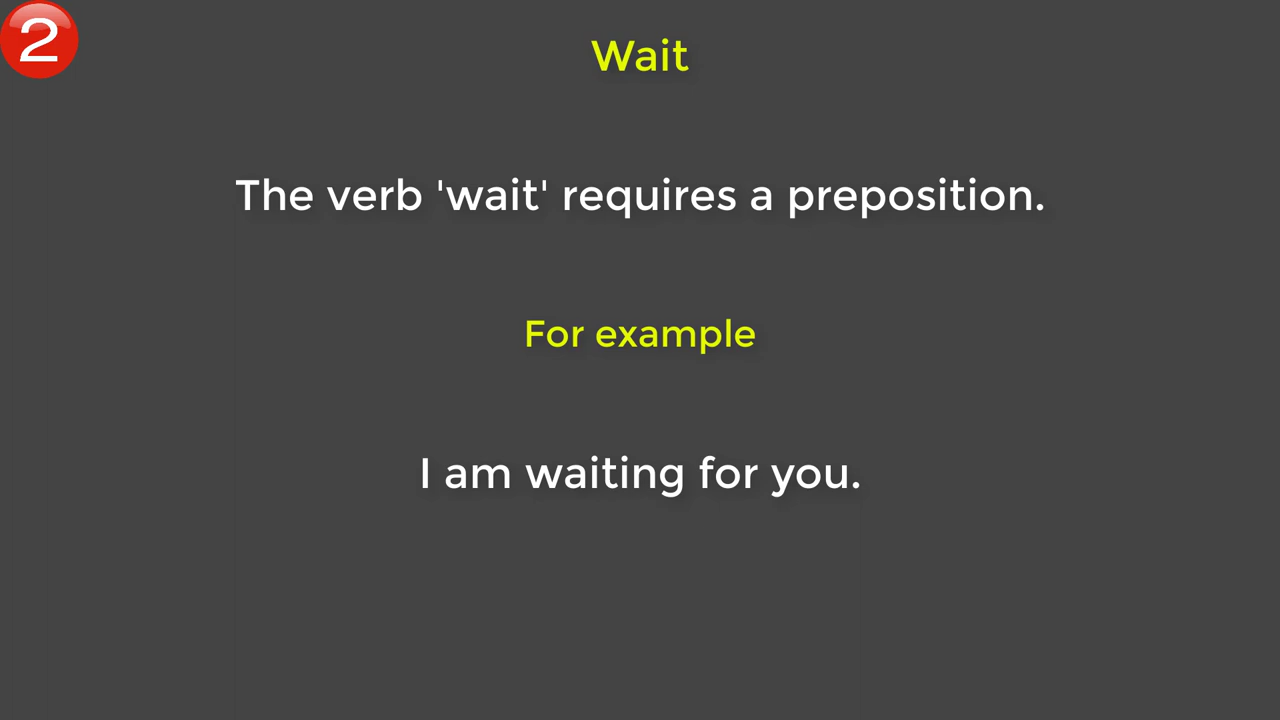 2
Wait
The verb 'wait' requires a preposition.
For example
I am waiting for you.